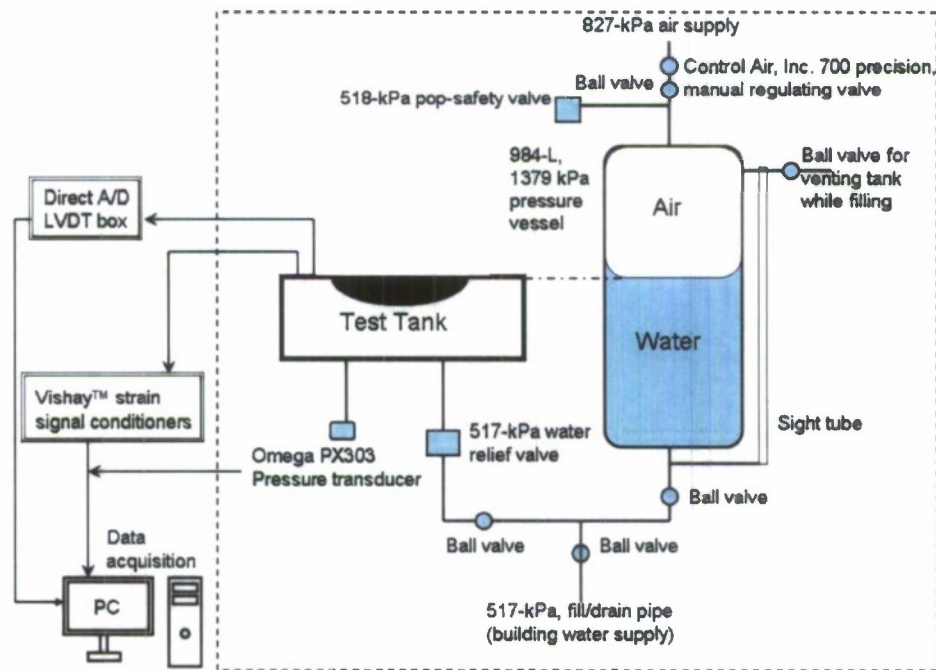 827-kPa air supply
Control Air, Inc. 700 precision,
manual regulating valve
Ball valve
518-kPa pop-safety valve
984-L,
1379 kPa
pressure
vessel
Air
Ball valve for
venting tank
while filling
Direct A/D
LVDT box
Test Tank
Water
Vishay™ strain
signal conditioners
517-kPa water
relief valve
Sight tube
Omega PX303
Pressure transducer
Ball valve
Data
acquisition
Ball valve
Ball valve
PC
517-kPa, fill/drain pipe
(building water supply)